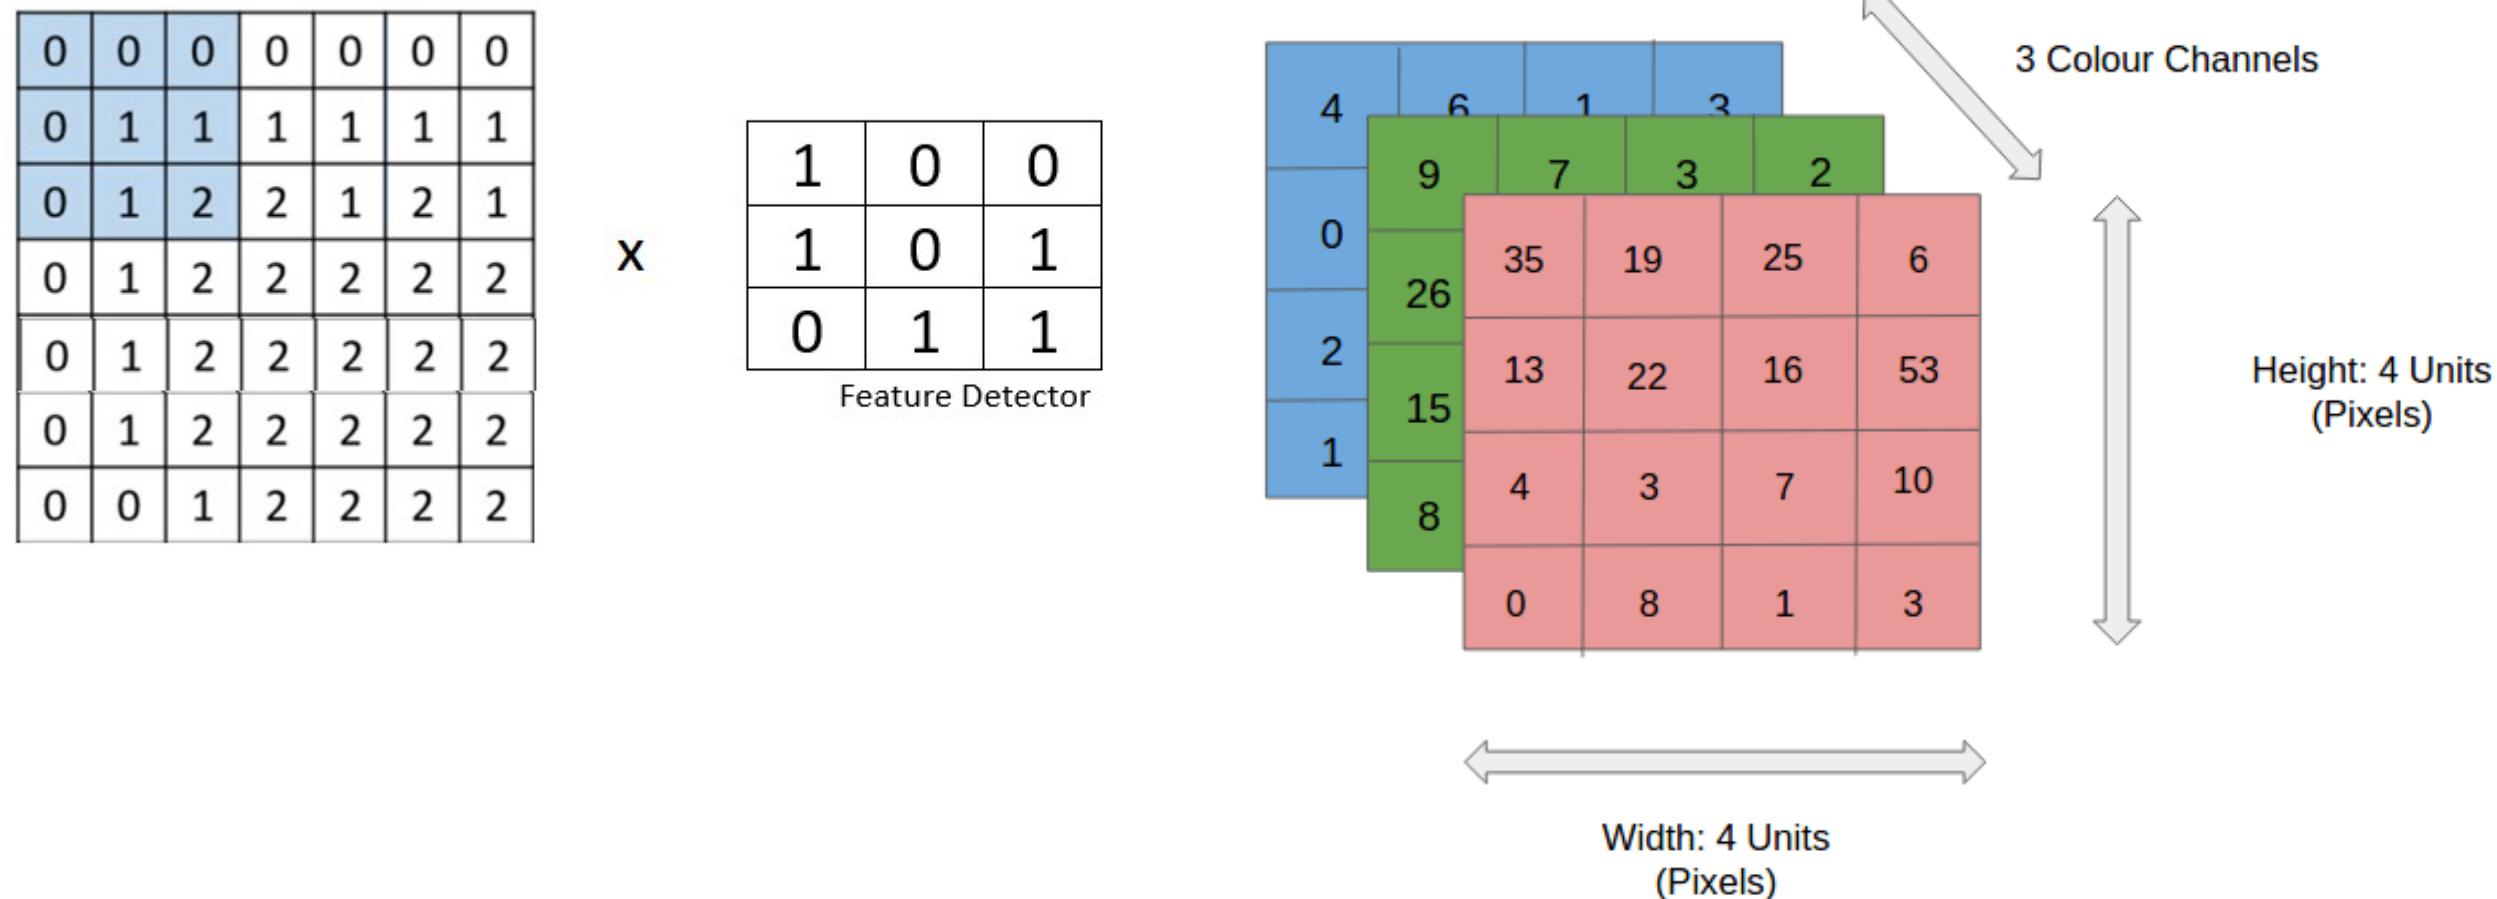 0 0 0 0 0 0 0
0 1 1 1 1 1 1
0 1 2 2 1 2 1
0 1 2 2 2 2 2
0 1 2 2 2 2 2
0 1 2 2 2 2 2
0 0 1 2 2 2 2
x
1 0 0
1 0 1
0 1 1
Feature Detector
4 6 1 3
0
2
1
9 7 3 2
26
15
8
35 19 25 6
13 22 16 53
4 3 7 10
0 8 1 3
3 Colour Channels
Height: 4 Units
(Pixels)
Width: 4 Units
(Pixels)